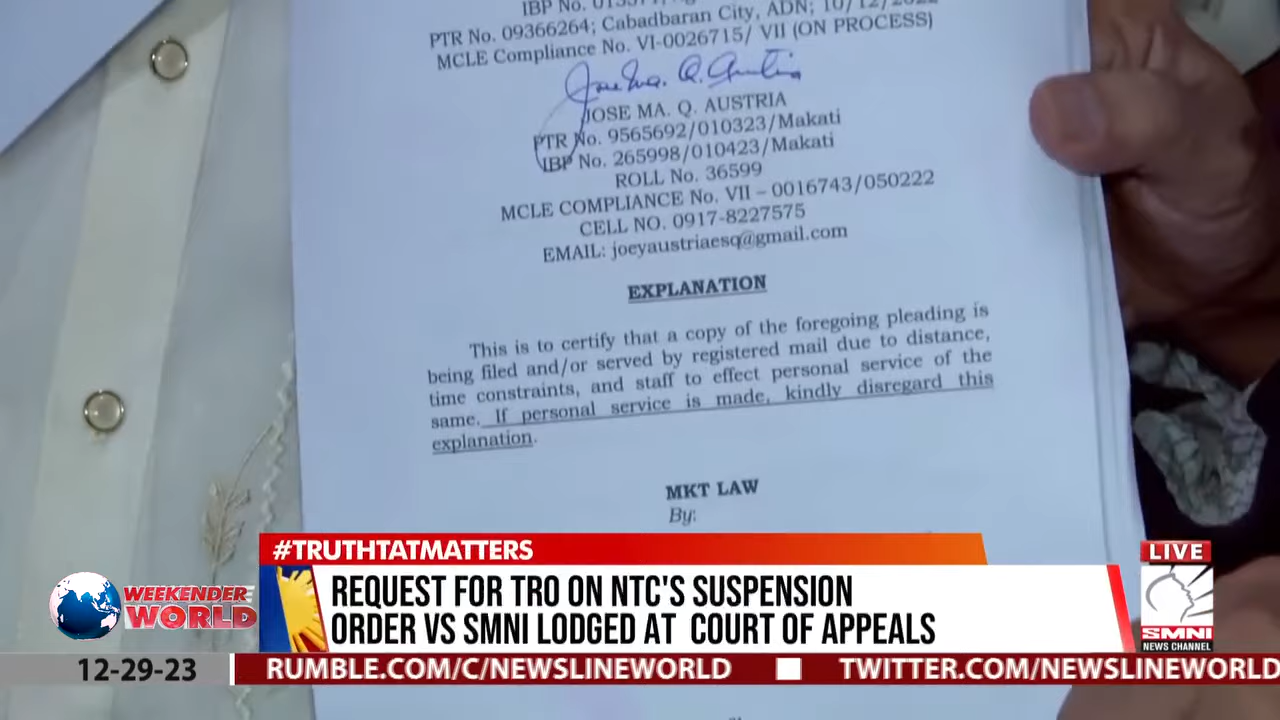 PTR No. 09366264; Cabadbaran City, ADN; 10/12/2022
MCLE Compliance No. VI-0026715/ VII (ON PROCESS)
Jose Ma. Q. Austria
JOSE MA. Q. AUSTRIA
PTR No. 9565692/010323/Makati
IBP No. 265998/010423/Makati
ROLL No. 36599
MCLE COMPLIANCE No. VII – 0016743/050222
CELL NO. 0917-8227575
EMAIL: joeyaustriaesq@gmail.com
EXPLANATION
This is to certify that a copy of the foregoing pleading is
being filed and/or served by registered mail due to distance,
time constraints, and staff to effect personal service of the
same. If personal service is made, kindly disregard this
explanation.
MKT LAW
By:
#TRUTHTATMATTERS
REQUEST FOR TRO ON NTC'S SUSPENSION
ORDER VS SMNI LODGED AT COURT OF APPEALS
WEEKENDER
WORLD
LIVE
SMNI
NEWS CHANNEL
12-29-23
RUMBLE.COM/C/NEWSLINEWORLD
TWITTER.COM/NEWSLINEWORLD